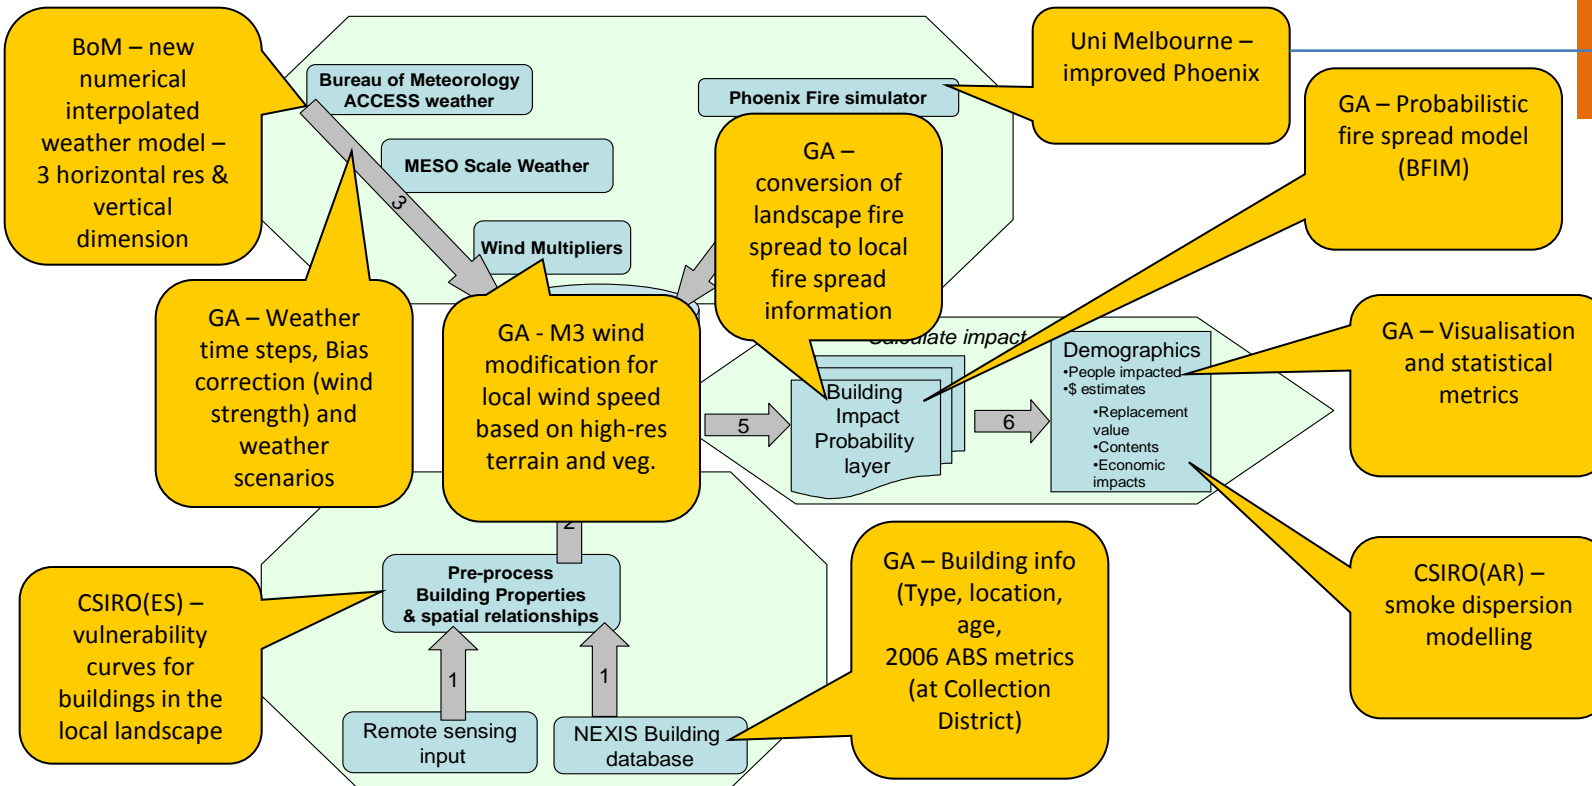 BoM – new
numerical
interpolated
weather model –
3 horizontal res &
vertical
dimension
Bureau of Meteorology
ACCESS weather
MESO Scale Weather
Wind Multipliers
3
Phoenix Fire simulator
Uni Melbourne –
improved Phoenix
GA – Probabilistic
fire spread model
(BFIM)
GA –
conversion of
landscape fire
spread to local
fire spread
information
GA – Weather
time steps, Bias
correction (wind
strength) and
weather
scenarios
GA - M3 wind
modification for
local wind speed
based on high-res
terrain and veg.
Calculate impact
5
Building
Impact
Probability
layer
6
Demographics
•People impacted
•$ estimates
•Replacement
value
•Contents
•Economic
impacts
GA – Visualisation
and statistical
metrics
2
CSIRO(ES) –
vulnerability
curves for
buildings in the
local landscape
Pre-process
Building Properties
& spatial relationships
1
1
Remote sensing
input
NEXIS Building
database
GA – Building info
(Type, location,
age,
2006 ABS metrics
(at Collection
District)
CSIRO(AR) –
smoke dispersion
modelling